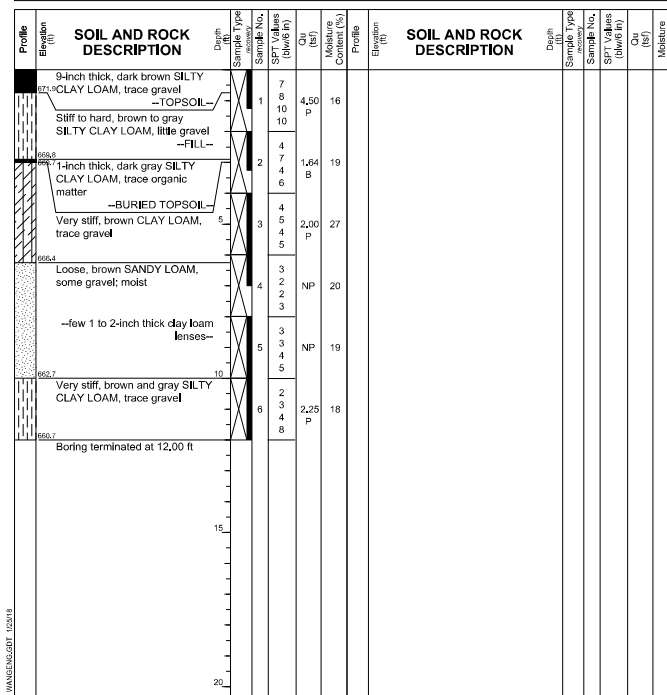 Profile
Elevation
(ft)
SOIL AND ROCK
DESCRIPTION
Depth
(ft)
Sample Type
recovery
Sample No.
SPT Values
(blw/6 in)
Qu
(tsf)
Moisture
Content (%)
Profile
Elevation
(ft)
SOIL AND ROCK
DESCRIPTION
Depth
(ft)
Sample Type
recovery
Sample No.
SPT Values
(blw/6 in)
Qu
(tsf)
Moisture
9-inch thick, dark brown SILTY
671.9 CLAY LOAM, trace gravel
--TOPSOIL--
1
7
8
10
10
4.50
P
16
Stiff to hard, brown to gray
SILTY CLAY LOAM, little gravel
--FILL--
669.8
1-inch thick, dark gray SILTY
CLAY LOAM, trace organic
matter
--BURIED TOPSOIL--
2
4
7
4
6
1.64
B
19
Very stiff, brown CLAY LOAM,
trace gravel
5
3
4
5
4
5
2.00
P
27
666.4
Loose, brown SANDY LOAM,
some gravel; moist
4
3
2
2
3
NP
20
--few 1 to 2-inch thick clay loam
lenses--
5
3
3
4
5
NP
19
662.7
10
Very stiff, brown and gray SILTY
CLAY LOAM, trace gravel
6
2
3
4
8
2.25
P
18
660.7
Boring terminated at 12.00 ft
15
20
WANGENG.GDT 1/25/18